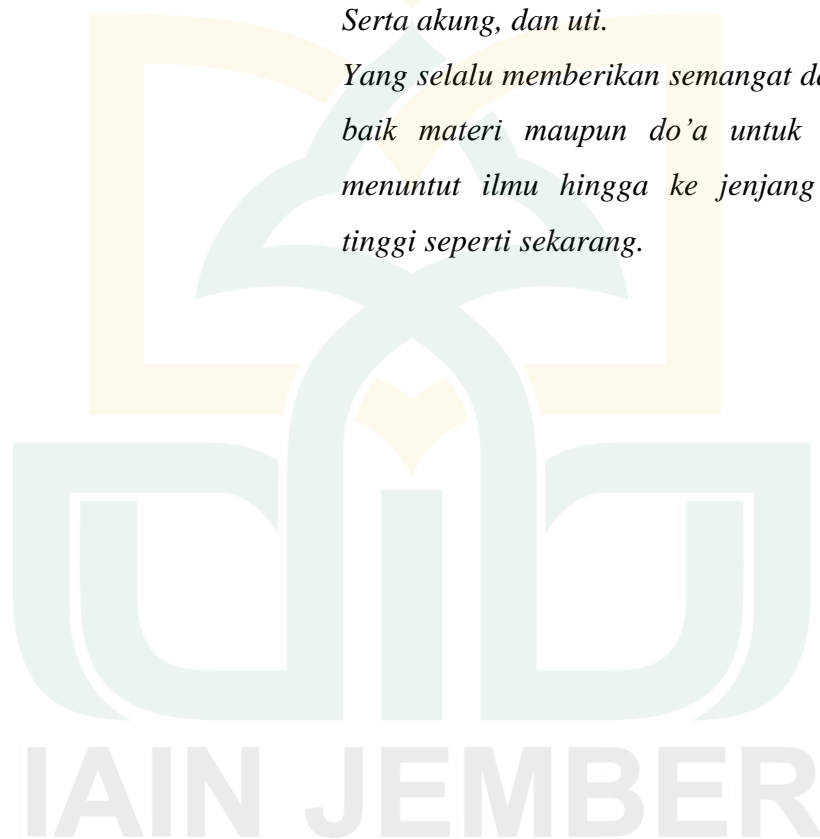 Serta akung, dan uti.
Yang selalu memberikan semangat
baik materi maupun do’a untuk
menuntut ilmu hingga ke jenjang
tinggi seperti sekarang.
IAIN JEMBER